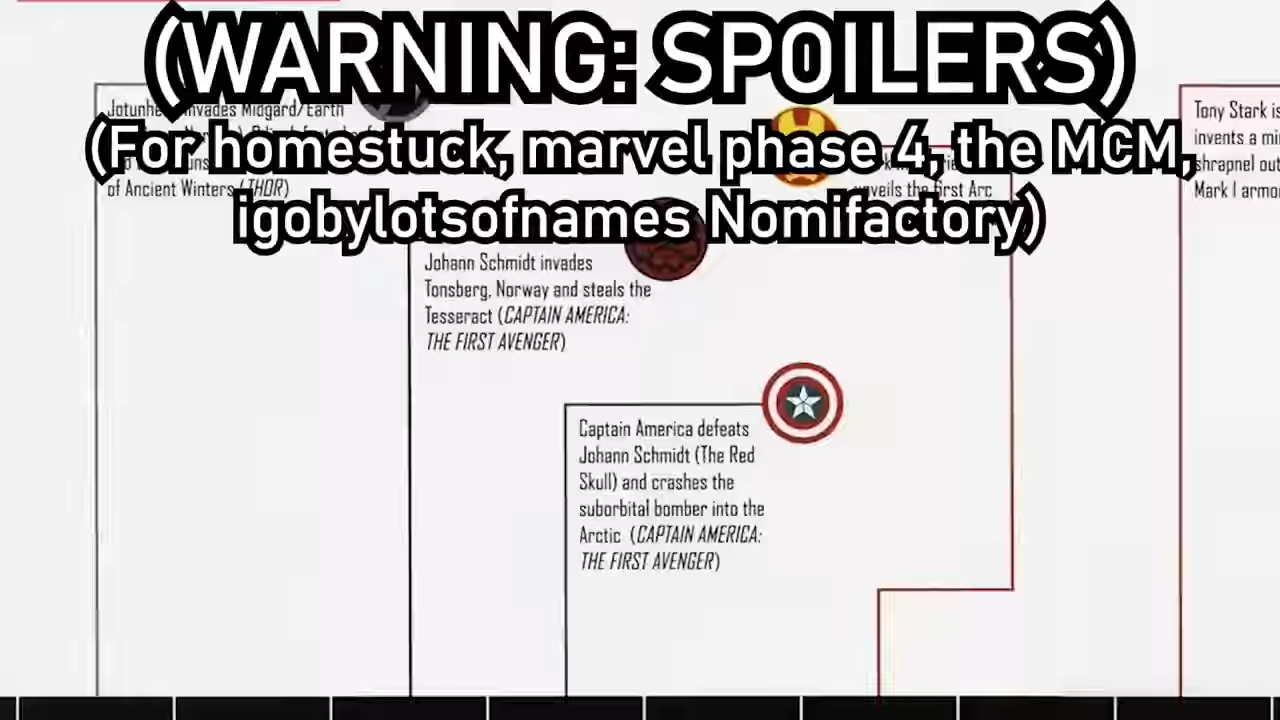 (WARNING: SPOILERS)
(For homestuck, marvel phase 4, the MCM,
igobylotsofnames Nomifactory)
invades Midgard/Earth
of Ancient Winters (THOR)
Johann Schmidt invades
Tonsberg, Norway and steals the
Tesseract (CAPTAIN AMERICA:
THE FIRST AVENGER)
Captain America defeats
Johann Schmidt (The Red
Skull) and crashes the
suborbital bomber into the
Arctic (CAPTAIN AMERICA:
THE FIRST AVENGER)
unveils the first Arc
Tony Stark is
invents a
shrapnel out
Mark I